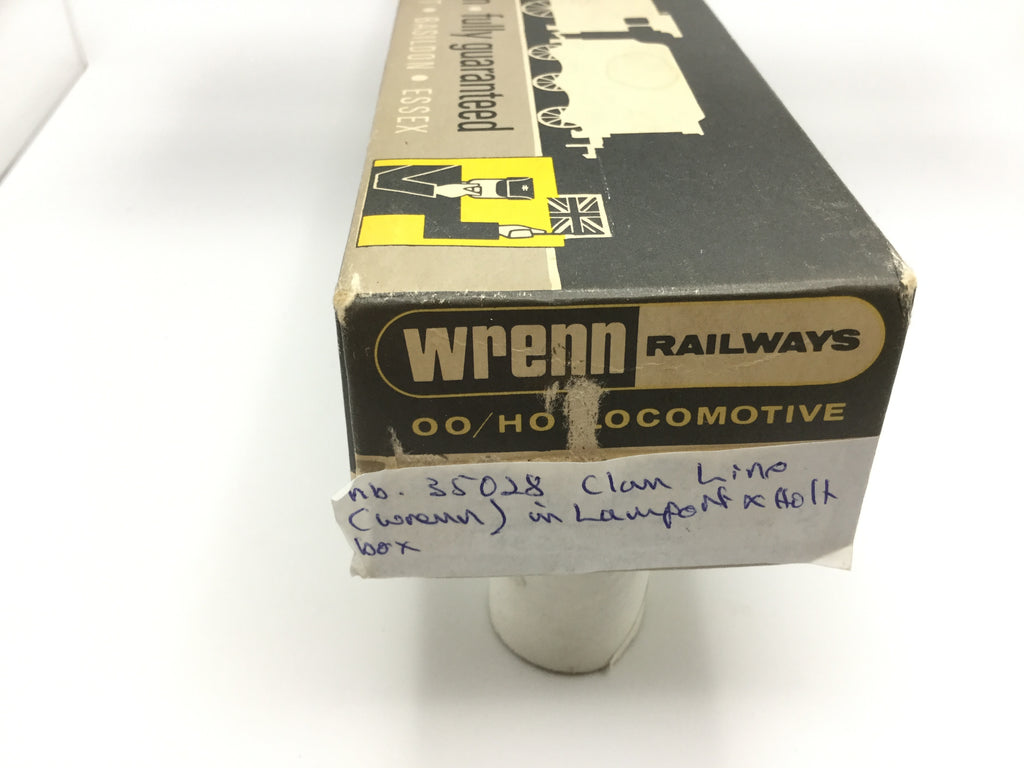 n • fully guaranteed
T • BASILDON • ESSEX
wrenn RAILWAYS
OO/HO LOCOMOTIVE
nb. 35028 Clan Line
(wrenn) in Lamport & Holt
box